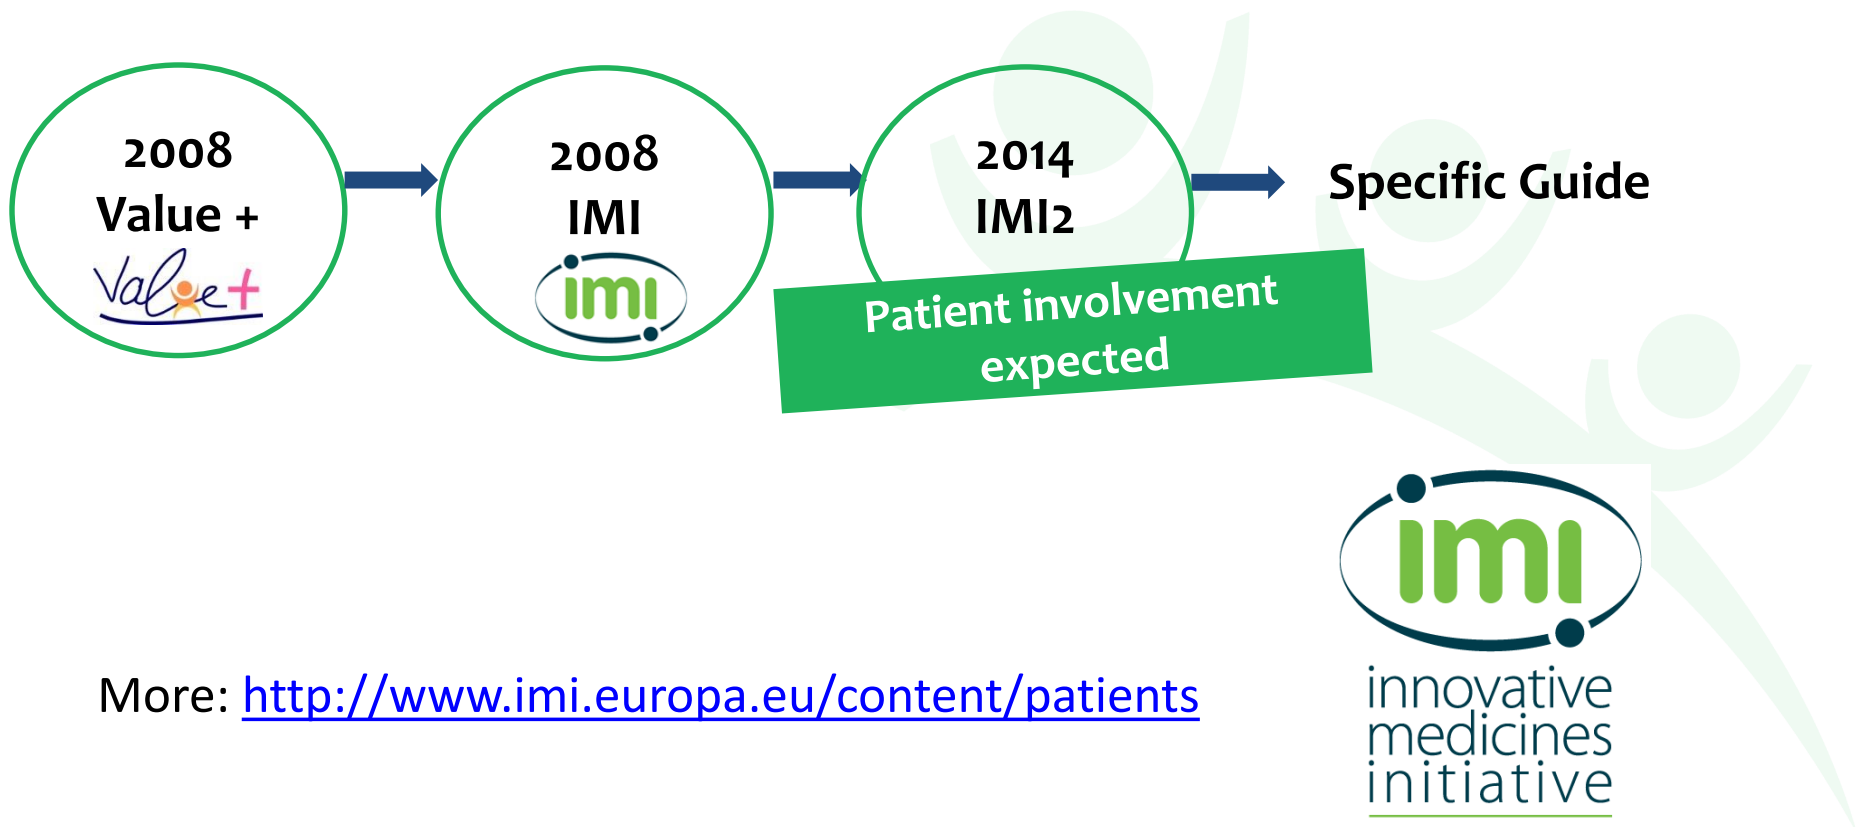 2008
Value +
Value+
2008
IMI
imi
2014
IMI2
Specific Guide
Patient involvement
expected
More: http://www.imi.europa.eu/content/patients
imi
innovative
medicines
initiative